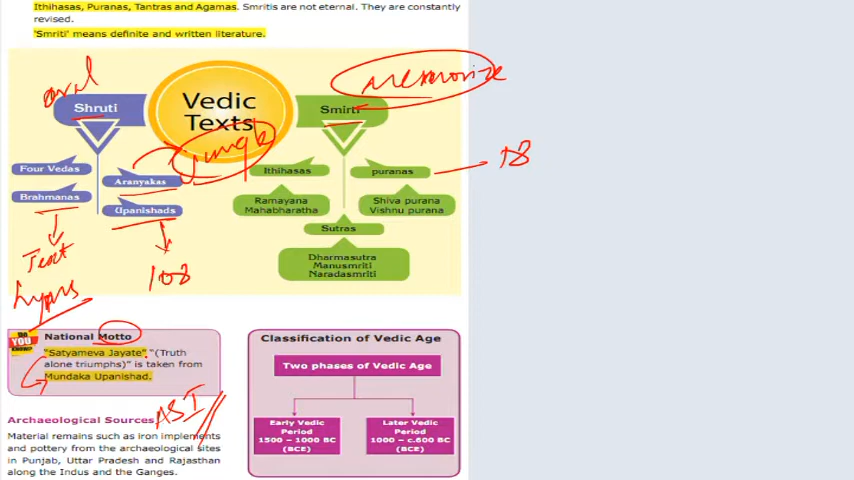 Ithihasas, Puranas, Tantras and Agamas. Smritis are not eternal. They are constantly
revised.
'Smriti' means definite and written literature.
oral
memorize
Shruti
Vedic
Texts
Smirti
jungle
18
Four Vedas
Aranyakas
Ithihasas
puranas
Brahmanas
Upanishads
Ramayana
Mahabharatha
Shiva purana
Vishnu purana
Sutras
Text
108
Dharmasutra
Manusmriti
Naradasmriti
DO
YOU
KNOW?
National Motto
"Satyameva Jayate" "(Truth
alone triumphs)" is taken from
Mundaka Upanishad.
ASI
Archaeological Sources
Material remains such as iron implements
and pottery from the archaeological sites
in Punjab, Uttar Pradesh and Rajasthan
along the Indus and the Ganges.
Classification of Vedic Age
Two phases of Vedic Age
Early Vedic
Period
1500 – 1000 BC
(BCE)
Later Vedic
Period
1000 – c.600 BC
(BCE)